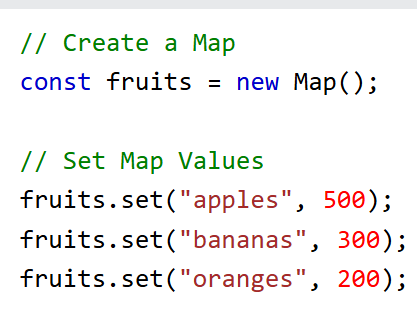 // Create a Map
const fruits = new Map();
// Set Map Values
fruits.set("apples", 500);
fruits.set("bananas", 300);
fruits.set("oranges", 200);